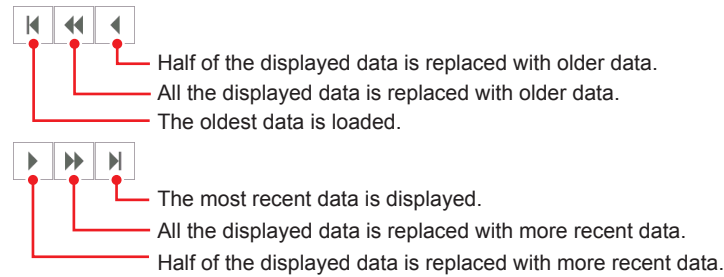 Half of the displayed data is replaced with older data.
All the displayed data is replaced with older data.
The oldest data is loaded.
The most recent data is displayed.
All the displayed data is replaced with more recent data.
Half of the displayed data is replaced with more recent data.